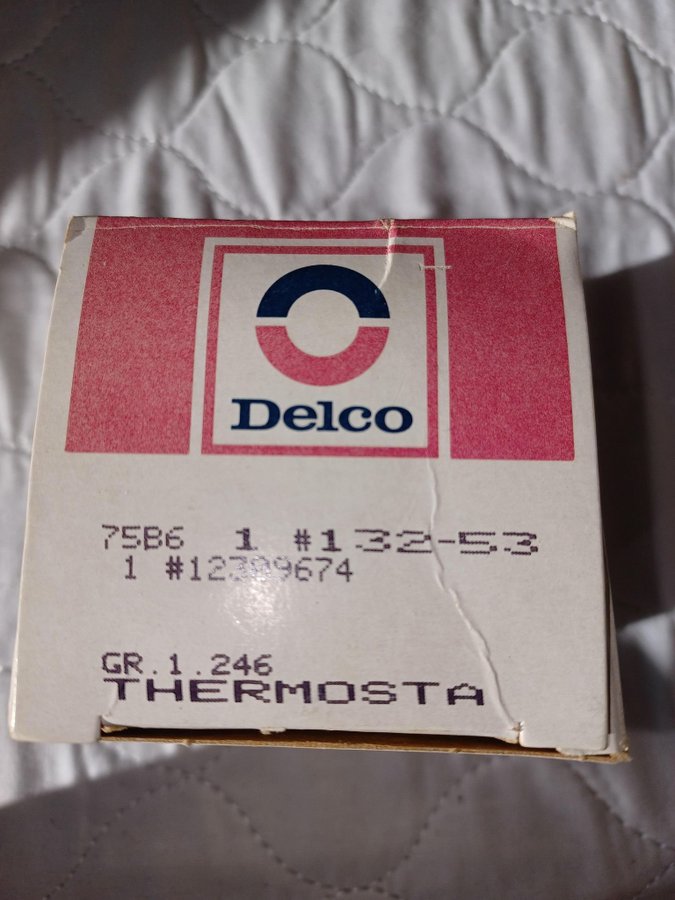 Delco
75B6 1 #132-53
1 #12309674
GR.1.246
THERMOSTA